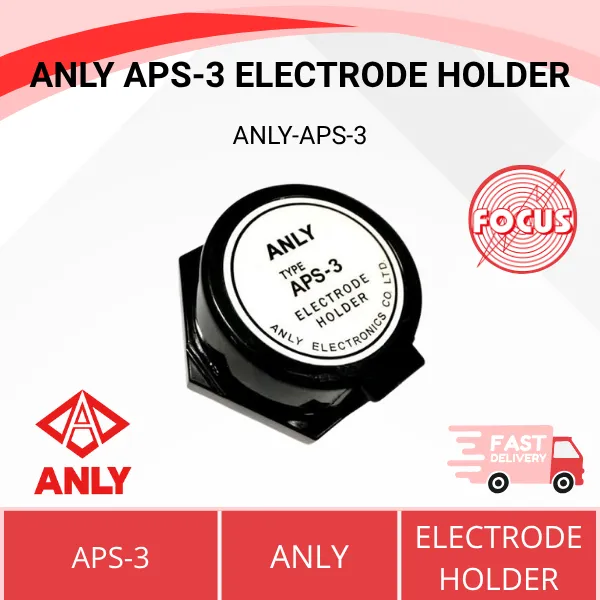 ANLY APS-3 ELECTRODE HOLDER
ANLY-APS-3
FOCUS
ANLY
TYPE
APS-3
ELECTRODE
HOLDER
ANLY ELECTRONICS CO LTD.
ANLY
FAST
DELIVERY
APS-3
ANLY
ELECTRODE
HOLDER